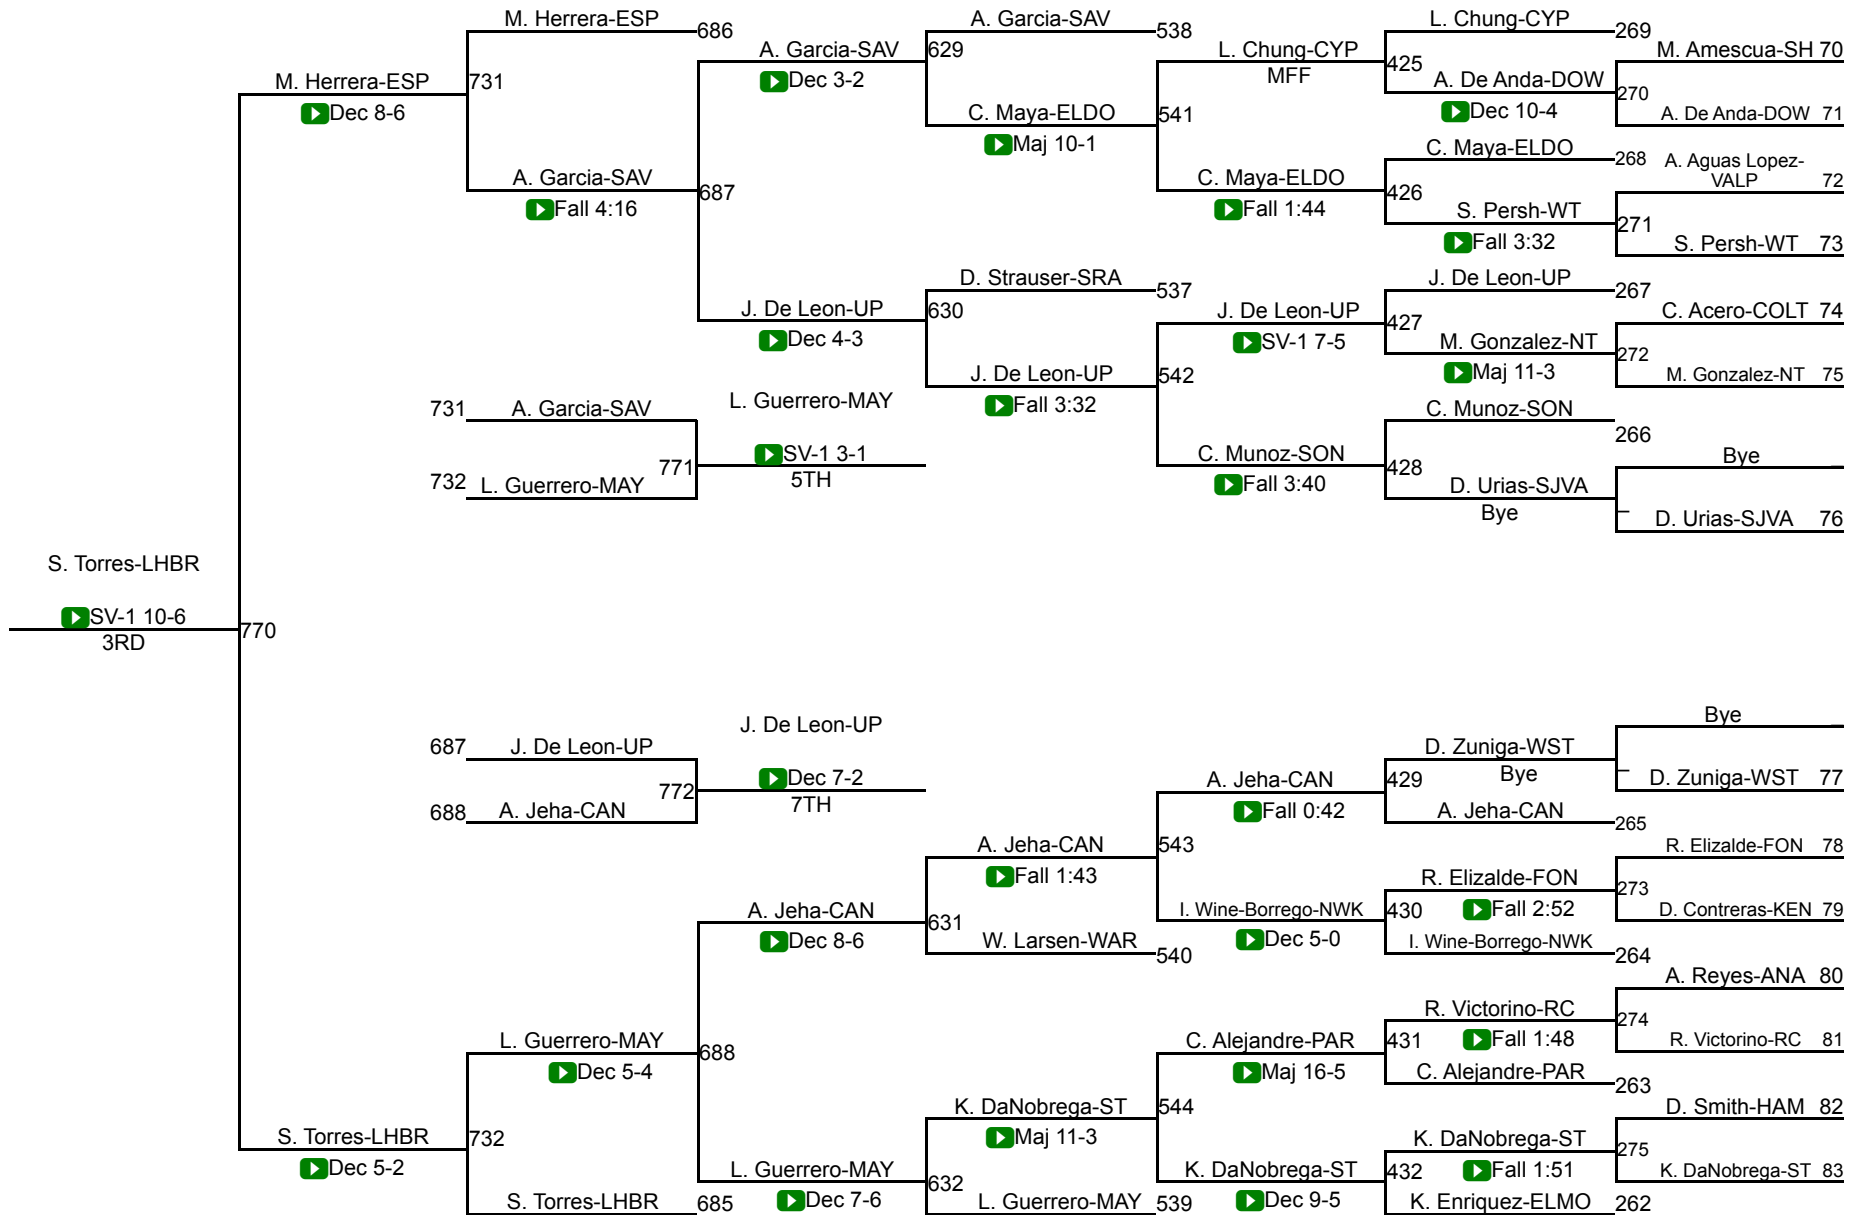 M. Herrera-ESP
686
A. Garcia-SAV
538
L. Chung-CYP
269
M. Amescua-SH 70
A. Garcia-SAV
629
L. Chung-CYP
MFF
425
A. De Anda-DOW
270
Dec 10-4
A. De Anda-DOW 71
M. Herrera-ESP
731
Dec 8-6
Dec 3-2
C. Maya-ELDO
541
Maj 10-1
C. Maya-ELDO
268
A. Aguas Lopez-
VALP 72
A. Garcia-SAV
687
Fall 4:16
C. Maya-ELDO
426
Fall 1:44
S. Persh-WT
271
Fall 3:32
S. Persh-WT 73
D. Strauser-SRA
537
J. De Leon-UP
267
C. Acero-COLT 74
J. De Leon-UP
630
Dec 4-3
J. De Leon-UP
427
SV-1 7-5
M. Gonzalez-NT
272
Maj 11-3
M. Gonzalez-NT 75
J. De Leon-UP
542
Fall 3:32
731 A. Garcia-SAV
L. Guerrero-MAY
C. Munoz-SON
266
Bye
771
SV-1 3-1
5TH
732 L. Guerrero-MAY
C. Munoz-SON
428
Fall 3:40
D. Urias-SJVA
Bye
D. Urias-SJVA 76
S. Torres-LHBR
SV-1 10-6
3RD
770
J. De Leon-UP
Bye
687 J. De Leon-UP
772
Dec 7-2
7TH
688 A. Jeha-CAN
D. Zuniga-WST
Bye
D. Zuniga-WST 77
A. Jeha-CAN
429
Fall 0:42
A. Jeha-CAN
265
A. Jeha-CAN
543
Fall 1:43
R. Elizalde-FON 78
R. Elizalde-FON
273
Fall 2:52
D. Contreras-KEN 79
A. Jeha-CAN
631
Dec 8-6
I. Wine-Borrego-NWK
430
Dec 5-0
W. Larsen-WAR
540
I. Wine-Borrego-NWK
264
A. Reyes-ANA 80
R. Victorino-RC
274
Fall 1:48
R. Victorino-RC 81
L. Guerrero-MAY
688
Dec 5-4
C. Alejandre-PAR
431
Maj 16-5
C. Alejandre-PAR
263
K. DaNobrega-ST
544
Maj 11-3
D. Smith-HAM 82
S. Torres-LHBR
732
Dec 5-2
K. DaNobrega-ST
275
Fall 1:51
K. DaNobrega-ST 83
L. Guerrero-MAY
632
Dec 7-6
K. DaNobrega-ST
432
Dec 9-5
S. Torres-LHBR
685
L. Guerrero-MAY
539
K. Enriquez-ELMO
262